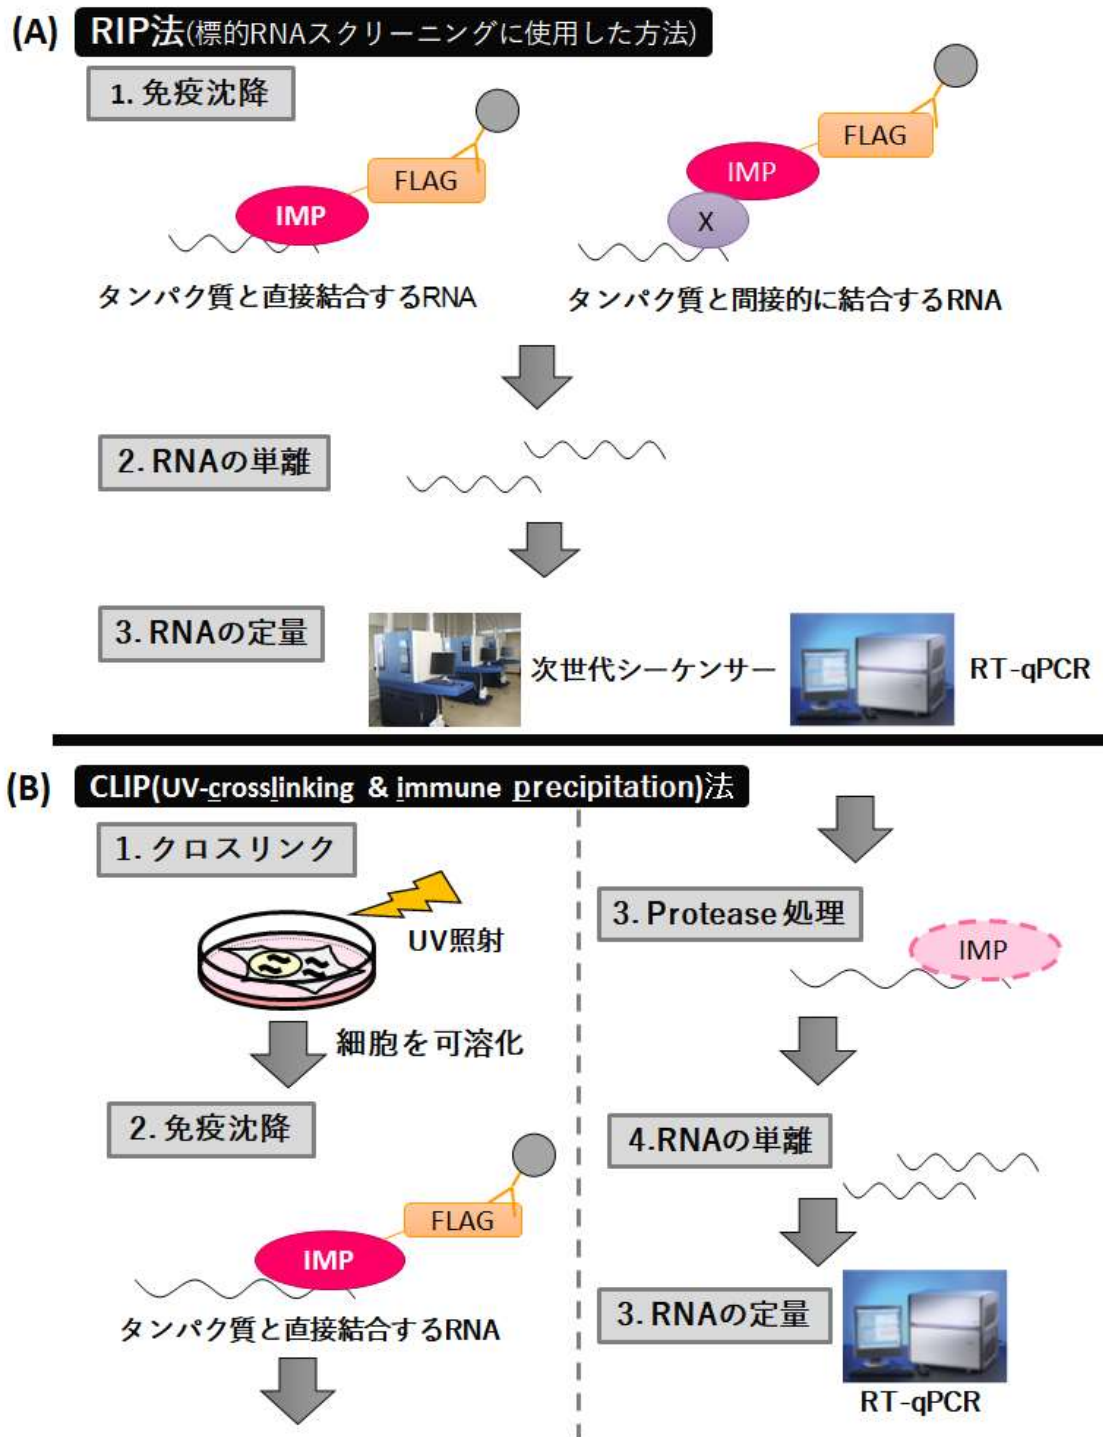 (A) RIP法(標的RNAスクリーニングに使用した方法)
1. 免疫沈降
FLAG
IMP
タンパク質と直接結合するRNA
FLAG
IMP
X
タンパク質と間接的に結合するRNA
2. RNAの単離
3. RNAの定量
次世代シーケンサー
RT-qPCR
(B) CLIP(UV-crosslinking & immune precipitation)法
1. クロスリンク
UV照射
細胞を可溶化
2. 免疫沈降
FLAG
IMP
タンパク質と直接結合するRNA
3. Protease 処理
IMP
4.RNAの単離
3. RNAの定量
RT-qPCR